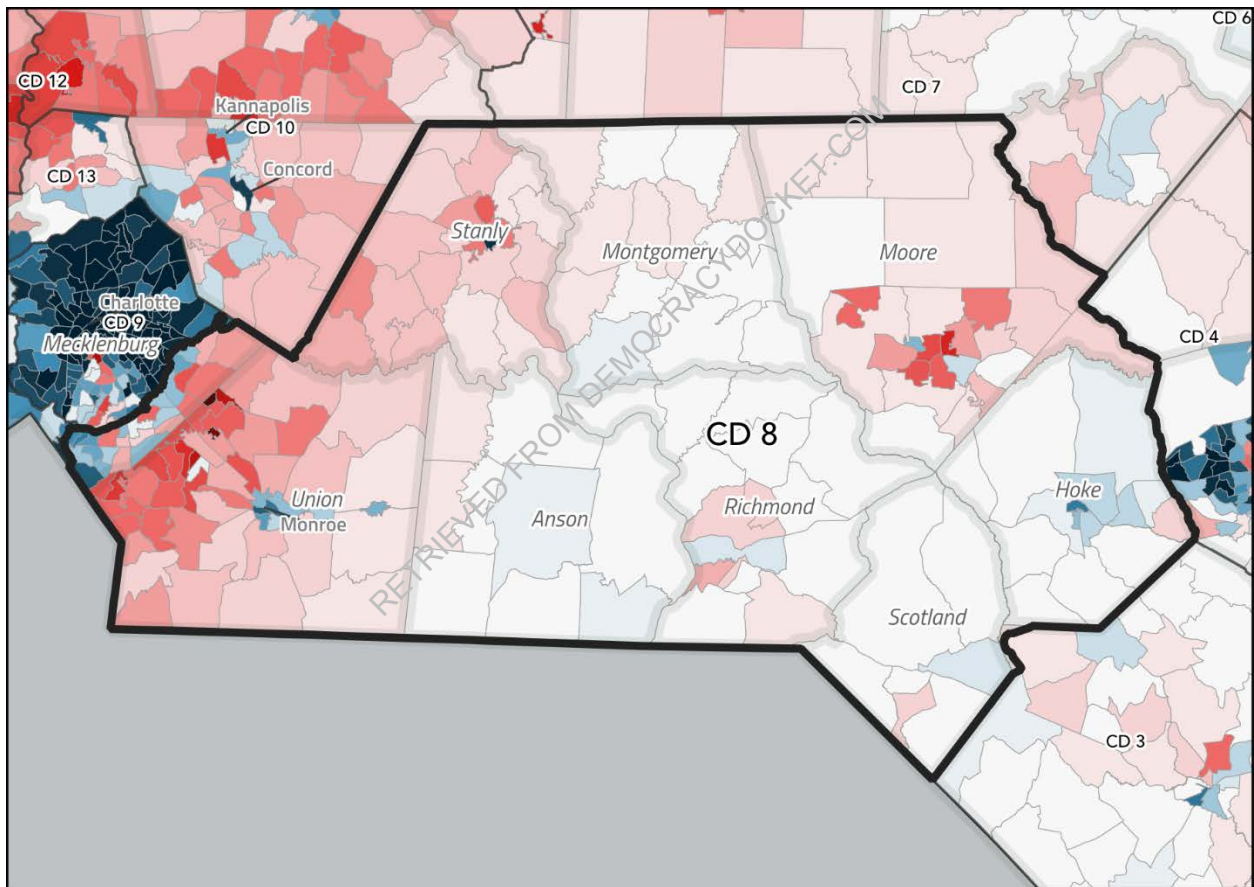 CD 6
CD 12
CD 7
Kannapolis
CD 10
Concord
CD 13
Stanly
Montgomery
Moore
Charlotte
CD 9
Mecklenburg
CD 4
CD 8
Union
Monroe
Anson
Richmond
Hoke
Scotland
CD 3
RETRIEVED FROM DEMOCRACYDOCKET.COM